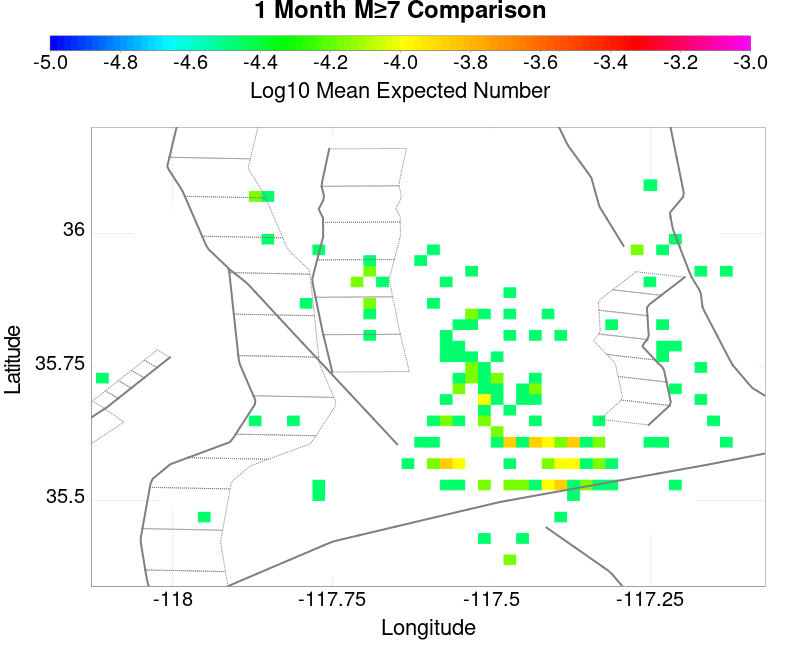 1 Month M≥7 Comparison
-5.0 -4.8 -4.6 -4.4 -4.2 -4.0 -3.8 -3.6 -3.4 -3.2 -3.0
Log10 Mean Expected Number
36
35.75
35.5
Latitude
-118 -117.75 -117.5 -117.25
Longitude